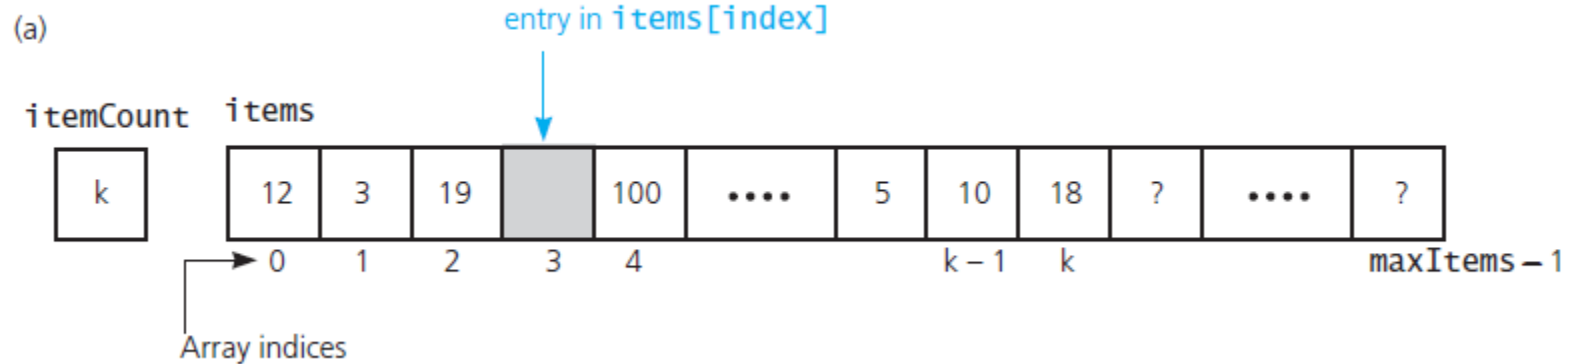 (a)
entry in items[index]
itemCount
items
k
12 3 19 100 •••• 5 10 18 ? •••• ?
0 1 2 3 4 k – 1 k maxItems – 1
Array indices